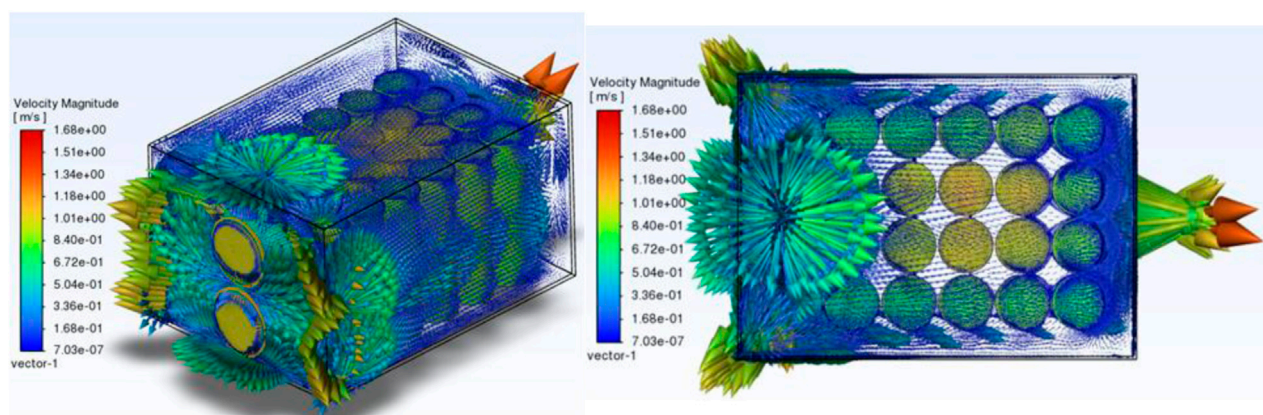 Velocity Magnitude
[ m/s ]
1.68e+00
1.51e+00
1.34e+00
1.18e+00
1.01e+00
8.40e-01
6.72e-01
5.04e-01
3.36e-01
1.68e-01
7.03e-07
vector-1
Velocity Magnitude
[ m/s ]
1.68e+00
1.51e+00
1.34e+00
1.18e+00
1.01e+00
8.40e-01
6.72e-01
5.04e-01
3.36e-01
1.68e-01
7.03e-07
vector-1